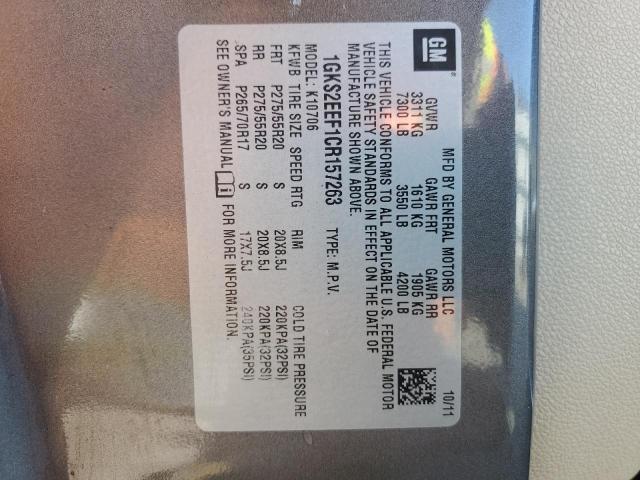 GM
MFD BY GENERAL MOTORS LLC 10/11
GVWR GAWR FRT GAWR RR
3311 KG 1610 KG 1905 KG
7300 LB 3550 LB 4200 LB
THIS VEHICLE CONFORMS TO ALL APPLICABLE U.S. FEDERAL MOTOR
VEHICLE SAFETY STANDARDS IN EFFECT ON THE DATE OF
MANUFACTURE SHOWN ABOVE.
1GKS2EEF1CR157263 TYPE: M.P.V.
MODEL: K10706
KFWB TIRE SIZE SPEED RTG RIM COLD TIRE PRESSURE
FRT P275/55R20 S 20X8.5J 220KPA(32PSI)
RR P275/55R20 S 20X8.5J 220KPA(32PSI)
SPA P265/70R17 S 17X7.5J 240KPA(35PSI)
SEE OWNER'S MANUAL FOR MORE INFORMATION.